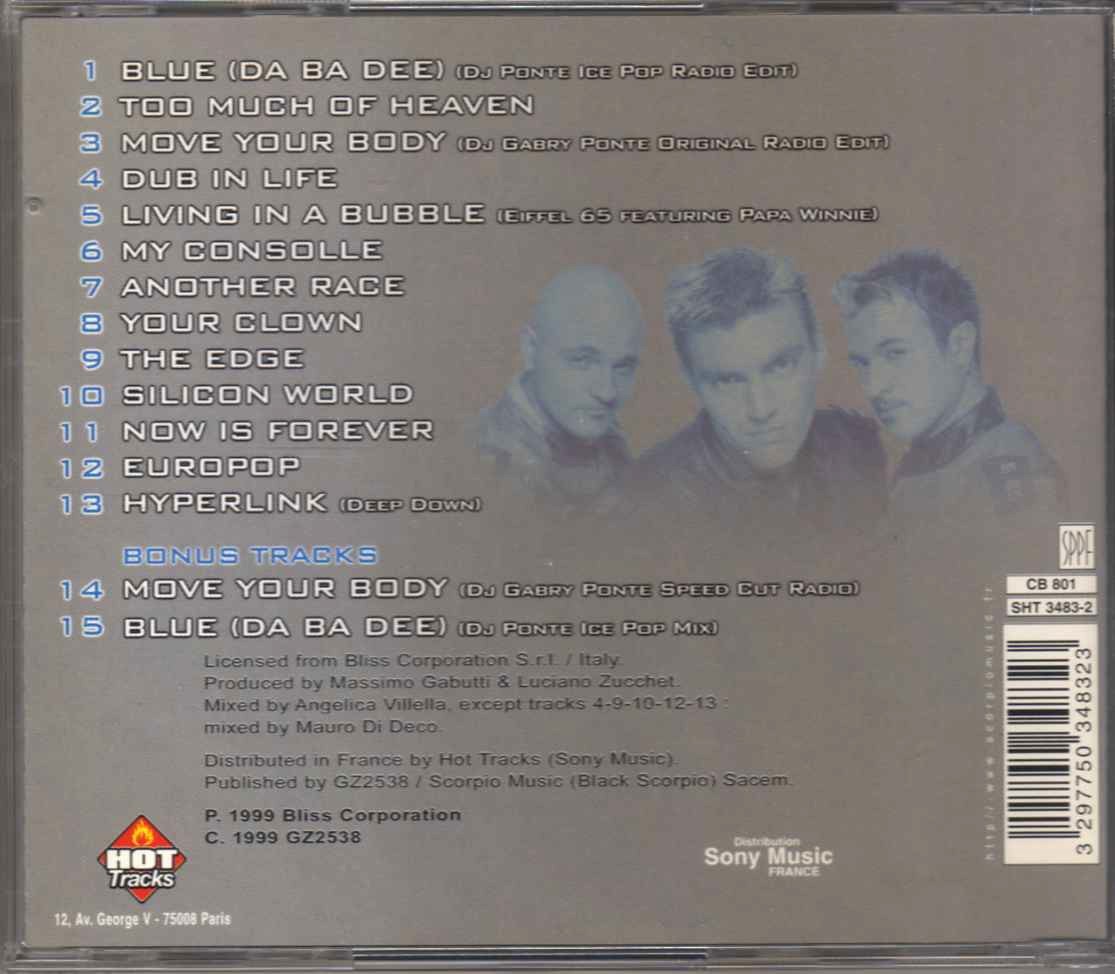 1 BLUE (DA BA DEE) (DJ PONTE ICE POP RADIO EDIT)
2 TOO MUCH OF HEAVEN
3 MOVE YOUR BODY (DJ GABRY PONTE ORIGINAL RADIO EDIT)
4 DUB IN LIFE
5 LIVING IN A BUBBLE (EIFFEL 65 FEATURING PAPA WINNIE)
6 MY CONSOLLE
7 ANOTHER RACE
8 YOUR CLOWN
9 THE EDGE
10 SILICON WORLD
11 NOW IS FOREVER
12 EUROPOP
13 HYPERLINK (DEEP DOWN)
BONUS TRACKS
14 MOVE YOUR BODY (DJ GABRY PONTE SPEED CUT RADIO)
15 BLUE (DA BA DEE) (DJ PONTE ICE POP MIX)
Licensed from Bliss Corporation S.r.l. / Italy.
Produced by Massimo Gabutti & Luciano Zucchet.
Mixed by Angelica Villella, except tracks 4-9-10-12-13 :
mixed by Mauro Di Deco.
Distributed in France by Hot Tracks (Sony Music).
Published by GZ2538 / Scorpio Music (Black Scorpio) Sacem.
P. 1999 Bliss Corporation
C. 1999 GZ2538
HOT
Tracks
12, Av. George V - 75008 Paris
Distribution
Sony Music
FRANCE
SPPF
CB 801
SHT 3483-2
http://www.scorpiomusic.fr
3 297750 348323